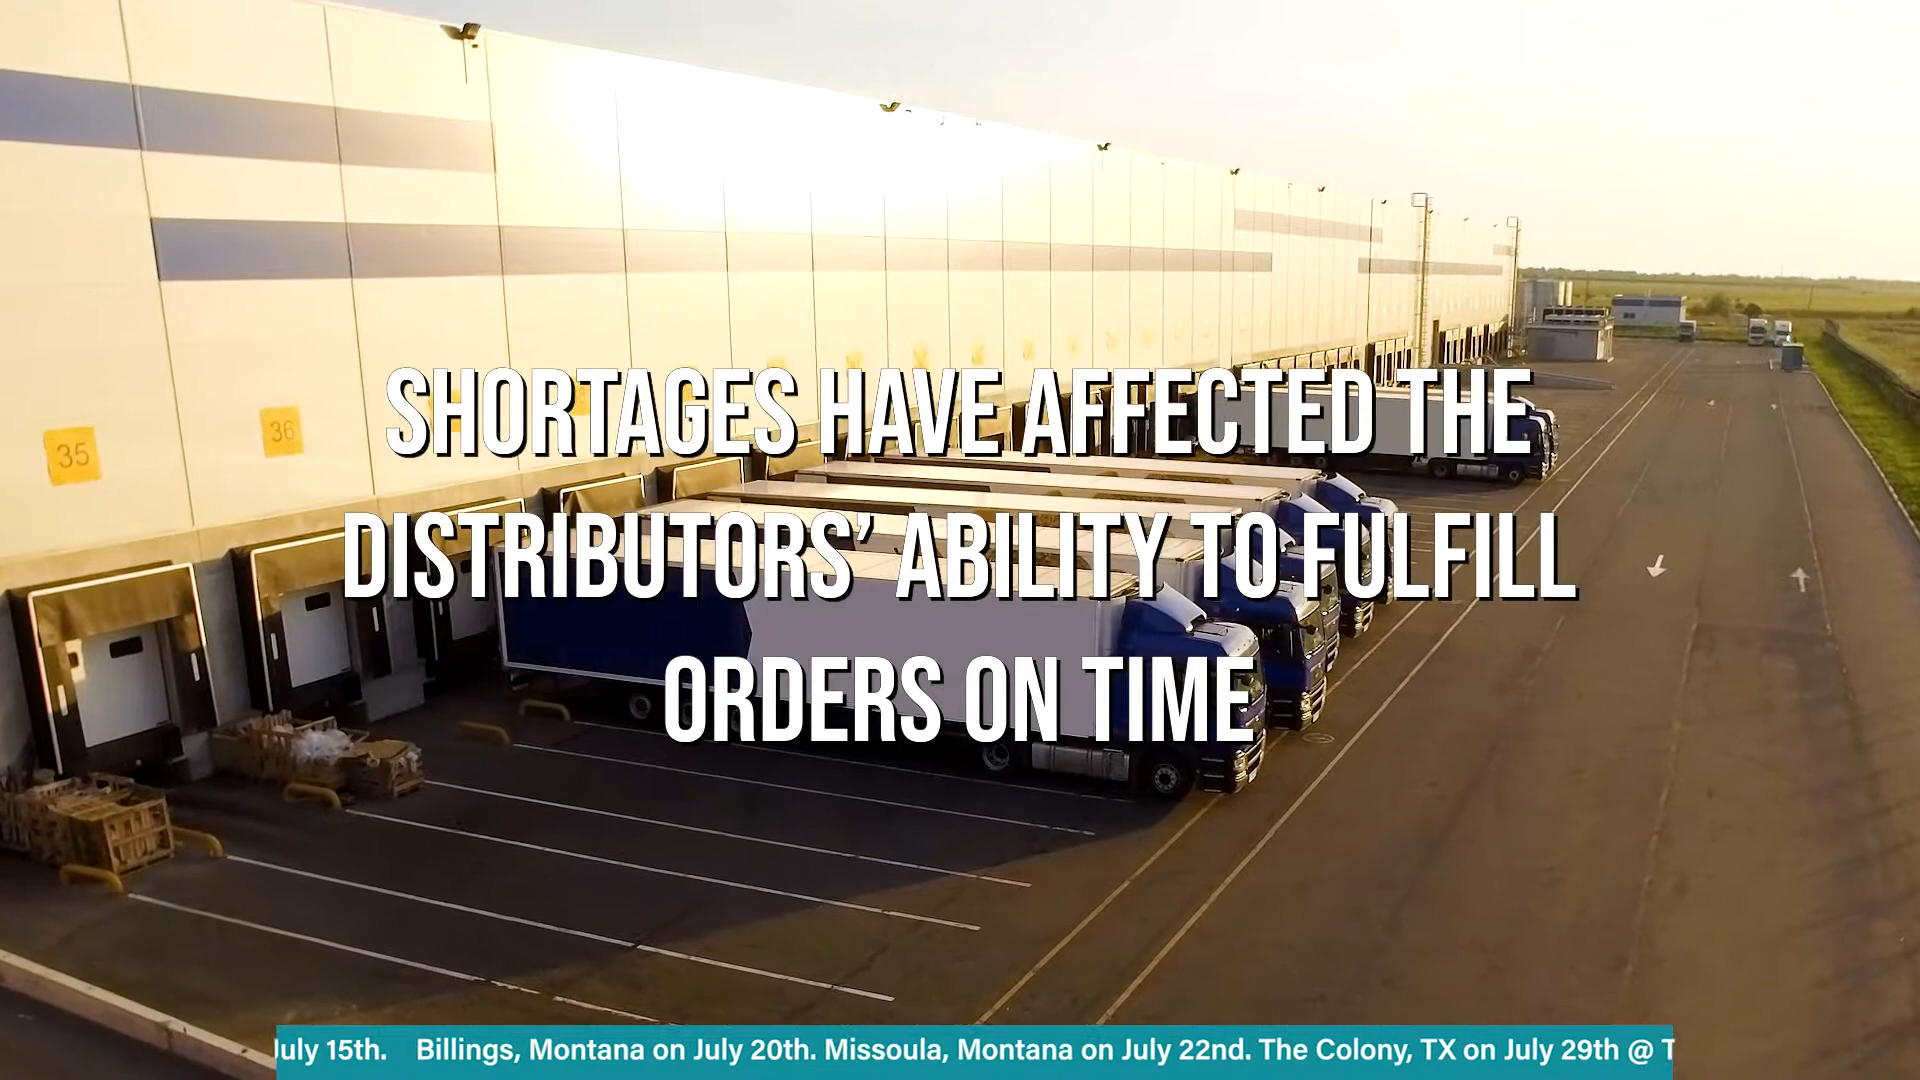 35
36
SHORTAGES HAVE AFFECTED THE
DISTRIBUTORS’ ABILITY TO FULFILL
ORDERS ON TIME
July 15th. Billings, Montana on July 20th. Missoula, Montana on July 22nd. The Colony, TX on July 29th @